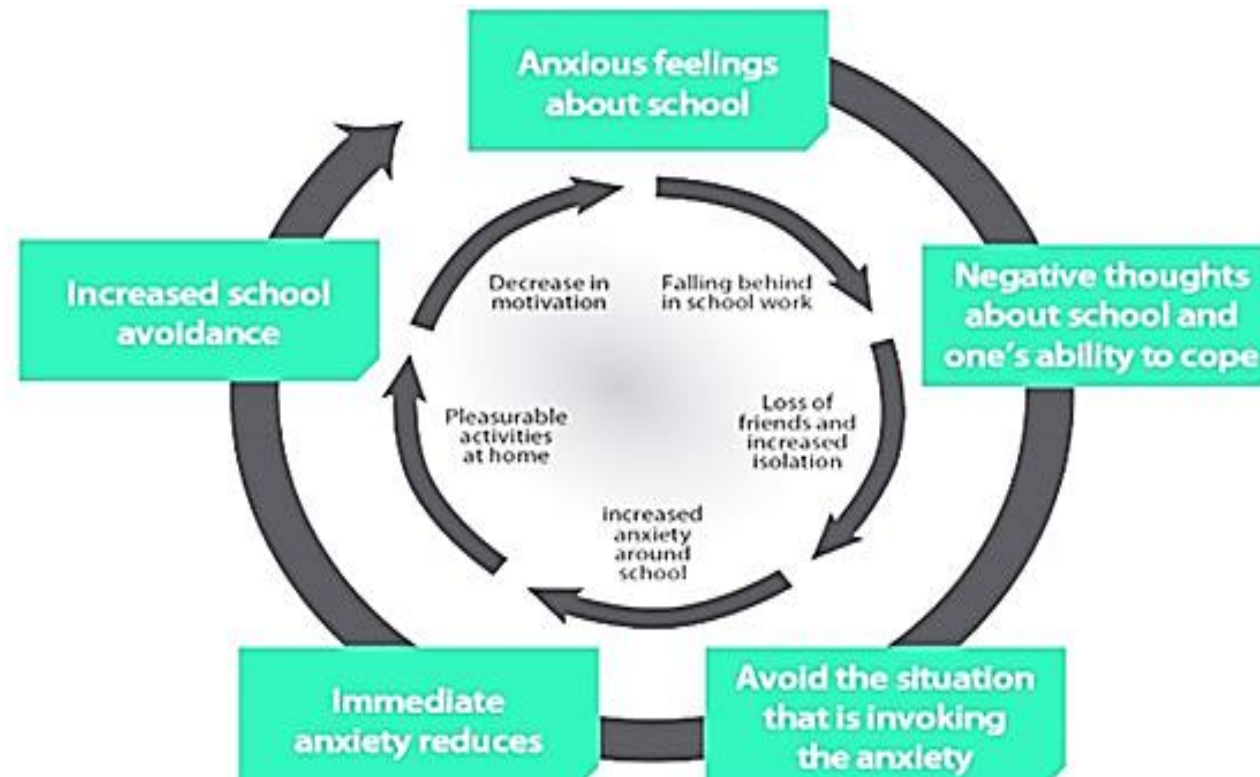 Anxious feelings
about school
Negative thoughts
about school and
one's ability to cope
Avoid the situation
that is invoking
the anxiety
Immediate
anxiety reduces
Increased school
avoidance
Falling behind
in school work
Loss of
friends and
increased
isolation
increased
anxiety
around
school
Pleasurable
activities
at home
Decrease in
motivation